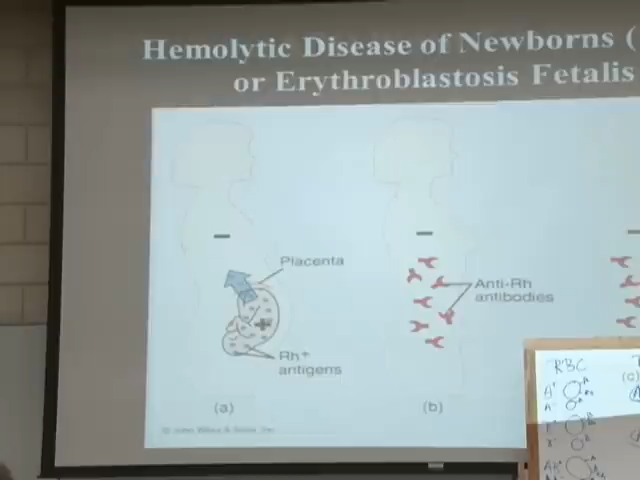 Hemolytic Disease of Newborns (
or Erythroblastosis Fetalis
Placenta
Rh+
antigens
(a)
Anti-Rh
antibodies
(b)
RBC
(c)